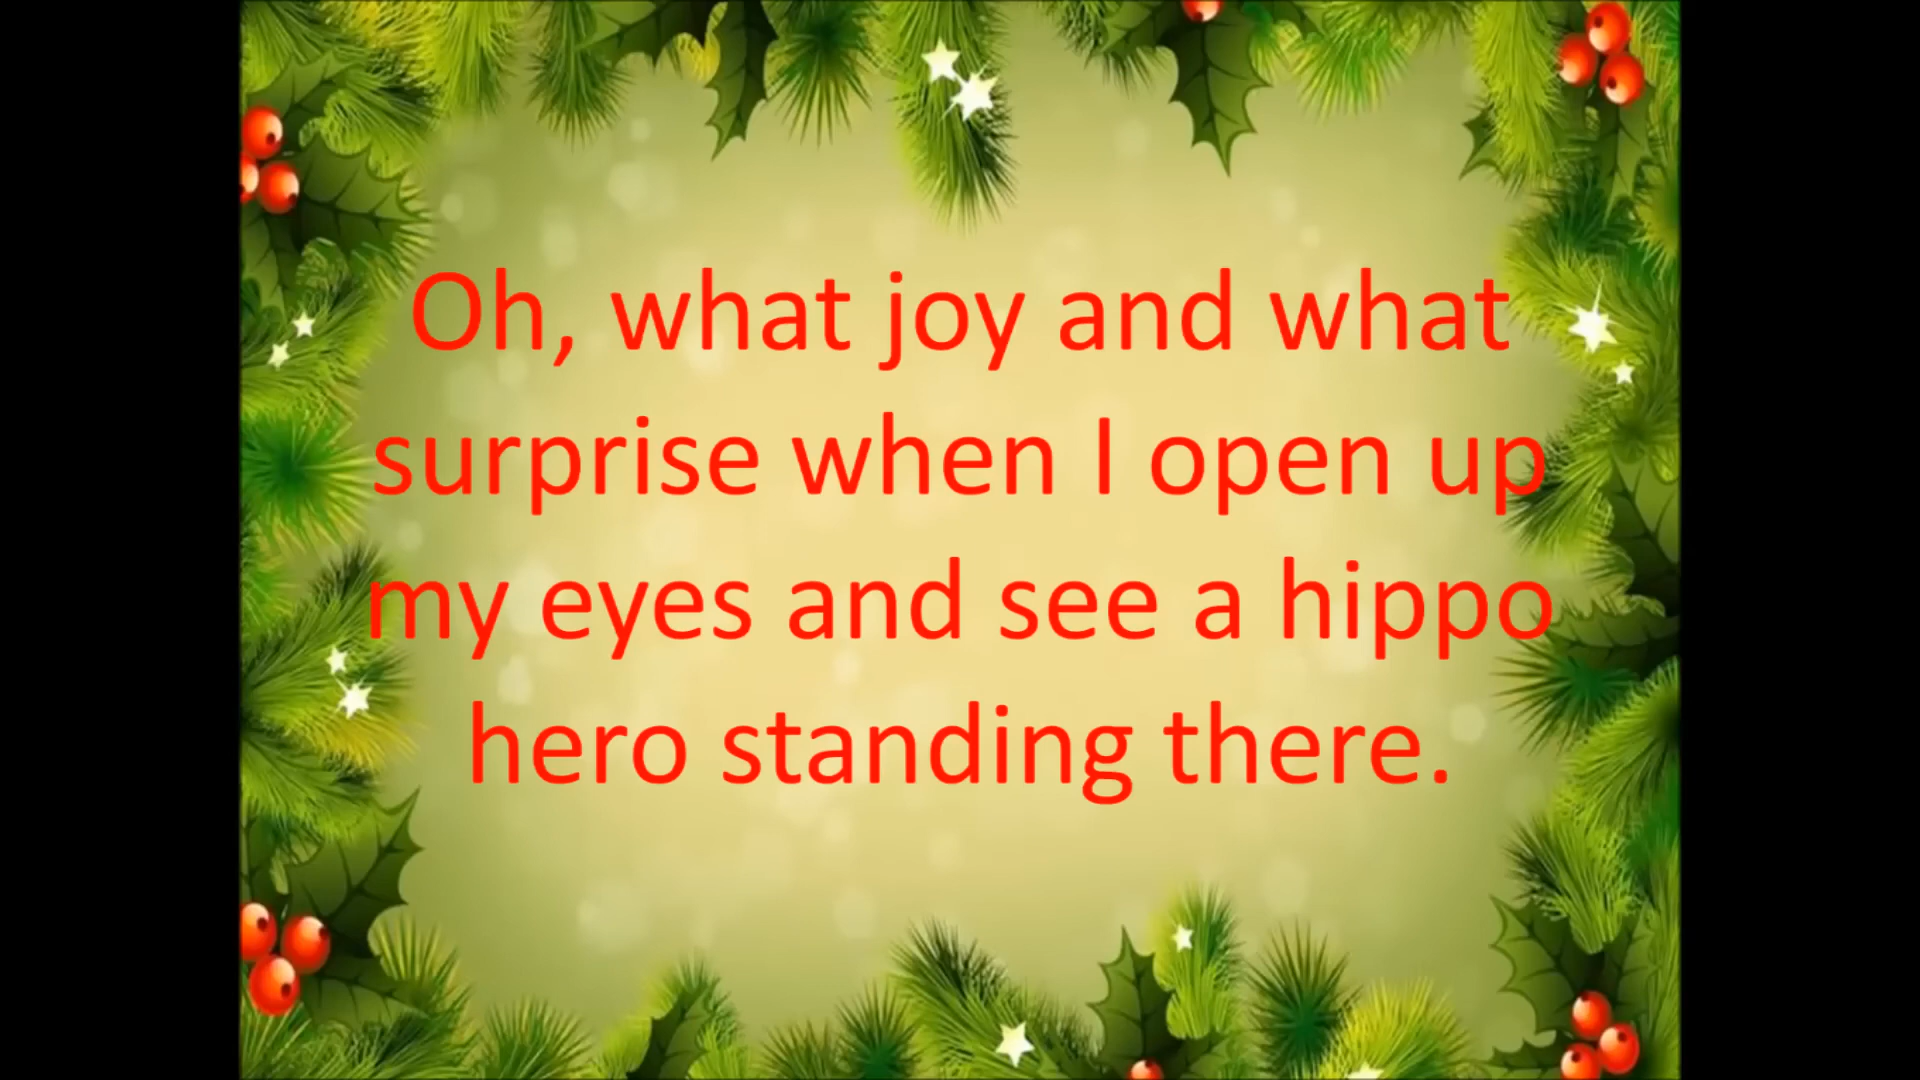 Oh, what joy and what
surprise when I open up
my eyes and see a hippo
hero standing there.